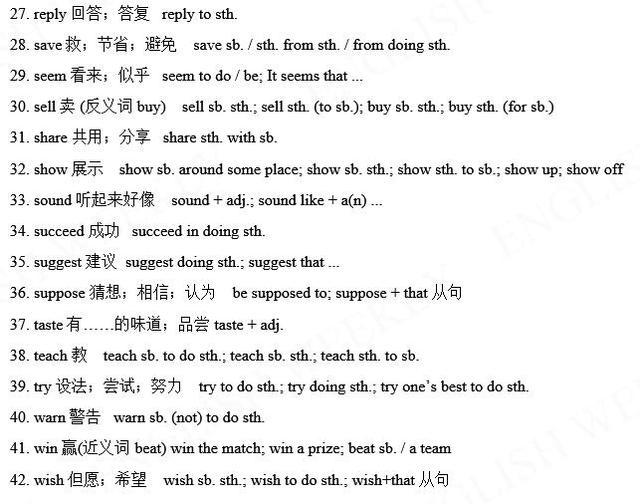 27. reply 回答；答复 reply to sth.
28. save 救；节省；避免 save sb. / sth. from sth. / from doing sth.
29. seem 看来；似乎 seem to do / be; It seems that ...
30. sell 卖 (反义词 buy) sell sb. sth.; sell sth. (to sb.); buy sb. sth.; buy sth. (for sb.)
31. share 共用；分享 share sth. with sb.
32. show 展示 show sb. around some place; show sb. sth.; show sth. to sb.; show up; show off
33. sound 听起来好像 sound + adj.; sound like + a(n) ...
34. succeed 成功 succeed in doing sth.
35. suggest 建议 suggest doing sth.; suggest that ...
36. suppose 猜想；相信；认为 be supposed to; suppose + that 从句
37. taste 有……的味道；品尝 taste + adj.
38. teach 教 teach sb. to do sth.; teach sb. sth.; teach sth. to sb.
39. try 设法；尝试；努力 try to do sth.; try doing sth.; try one's best to do sth.
40. warn 警告 warn sb. (not) to do sth.
41. win 赢(近义词 beat) win the match; win a prize; beat sb. / a team
42. wish 但愿；希望 wish sb. sth.; wish to do sth.; wish+that 从句